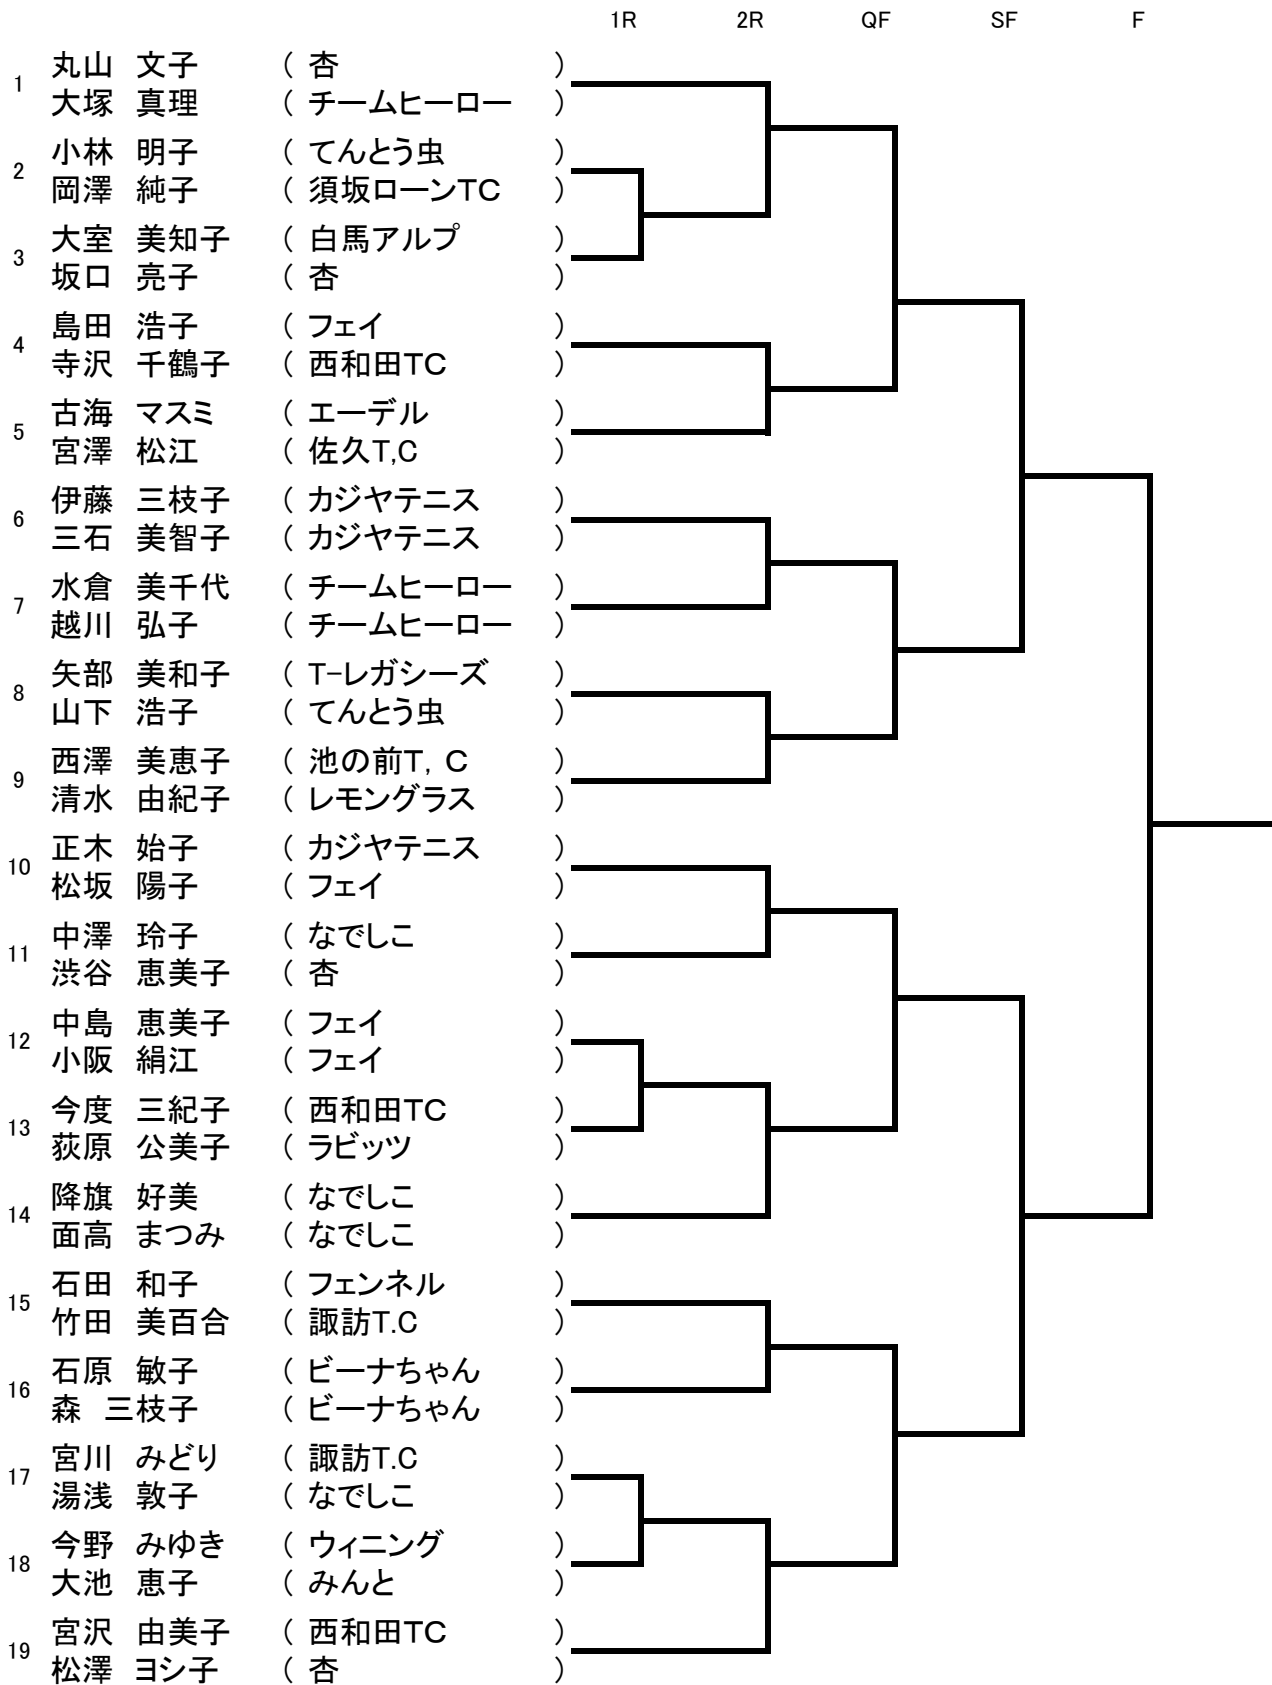 1R 2R QF SF F
1
丸山 文子 ( 杏 )
大塚 真理 ( チームヒーロー )
2
小林 明子 ( てんとう虫 )
岡澤 純子 ( 須坂ローンTC )
3
大室 美知子 ( 白馬アルプ )
坂口 亮子 ( 杏 )
4
島田 浩子 ( フェイ )
寺沢 千鶴子 ( 西和田TC )
5
古海 マスミ ( エーデル )
宮澤 松江 ( 佐久T,C )
6
伊藤 三枝子 ( カジヤテニス )
三石 美智子 ( カジヤテニス )
7
水倉 美千代 ( チームヒーロー )
越川 弘子 ( チームヒーロー )
8
矢部 美和子 ( T-レガシーズ )
山下 浩子 ( てんとう虫 )
9
西澤 美恵子 ( 池の前T,C )
清水 由紀子 ( レモングラス )
10
正木 始子 ( カジヤテニス )
松坂 陽子 ( フェイ )
11
中澤 玲子 ( なでしこ )
渋谷 恵美子 ( 杏 )
12
中島 恵美子 ( フェイ )
小阪 絹江 ( フェイ )
13
今度 三紀子 ( 西和田TC )
荻原 公美子 ( ラビッツ )
14
降旗 好美 ( なでしこ )
面高 まつみ ( なでしこ )
15
石田 和子 ( フェンネル )
竹田 美百合 ( 諏訪T.C )
16
石原 敏子 ( ビーナちゃん )
森 三枝子 ( ビーナちゃん )
17
宮川 みどり ( 諏訪T.C )
湯浅 敦子 ( なでしこ )
18
今野 みゆき ( ウィニング )
大池 恵子 ( みんと )
19
宮沢 由美子 ( 西和田TC )
松澤 ヨシ子 ( 杏 )